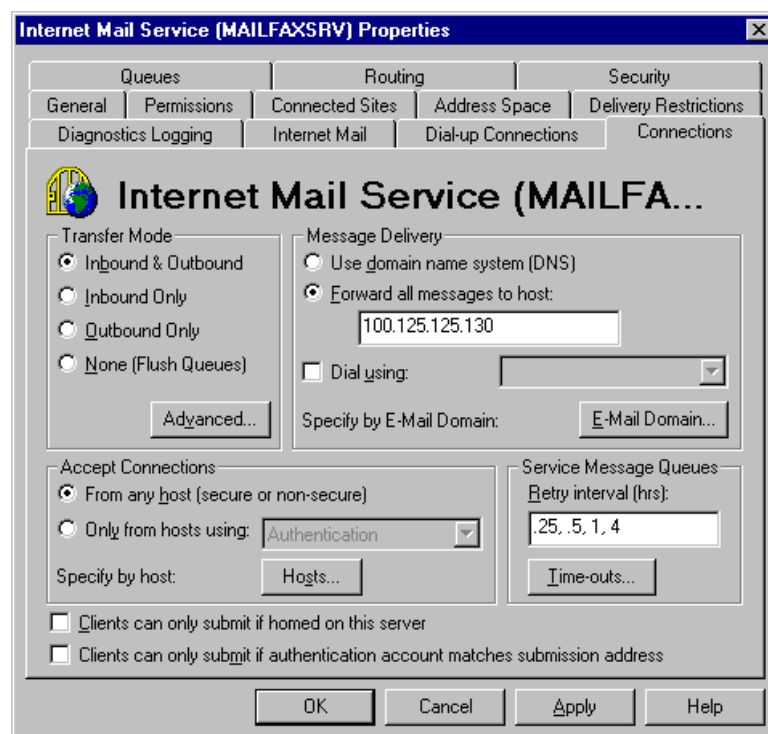 Internet Mail Service (MAILFAXSRV) Properties
Queues Routing Security
General Permissions Connected Sites Address Space Delivery Restrictions
Diagnostics Logging Internet Mail Dial-up Connections Connections
Internet Mail Service (MAILFA...
Transfer Mode
Inbound & Outbound
Inbound Only
Outbound Only
None (Flush Queues)
Advanced...
Message Delivery
Use domain name system (DNS)
Forward all messages to host:
100.125.125.130
Dial using:
Specify by E-Mail Domain: E-Mail Domain...
Accept Connections
From any host (secure or non-secure)
Only from hosts using: Authentication
Specify by host: Hosts...
Service Message Queues
Retry interval (hrs):
.25, .5, 1, 4
Time-outs...
Clients can only submit if homed on this server
Clients can only submit if authentication account matches submission address
OK Cancel Apply Help